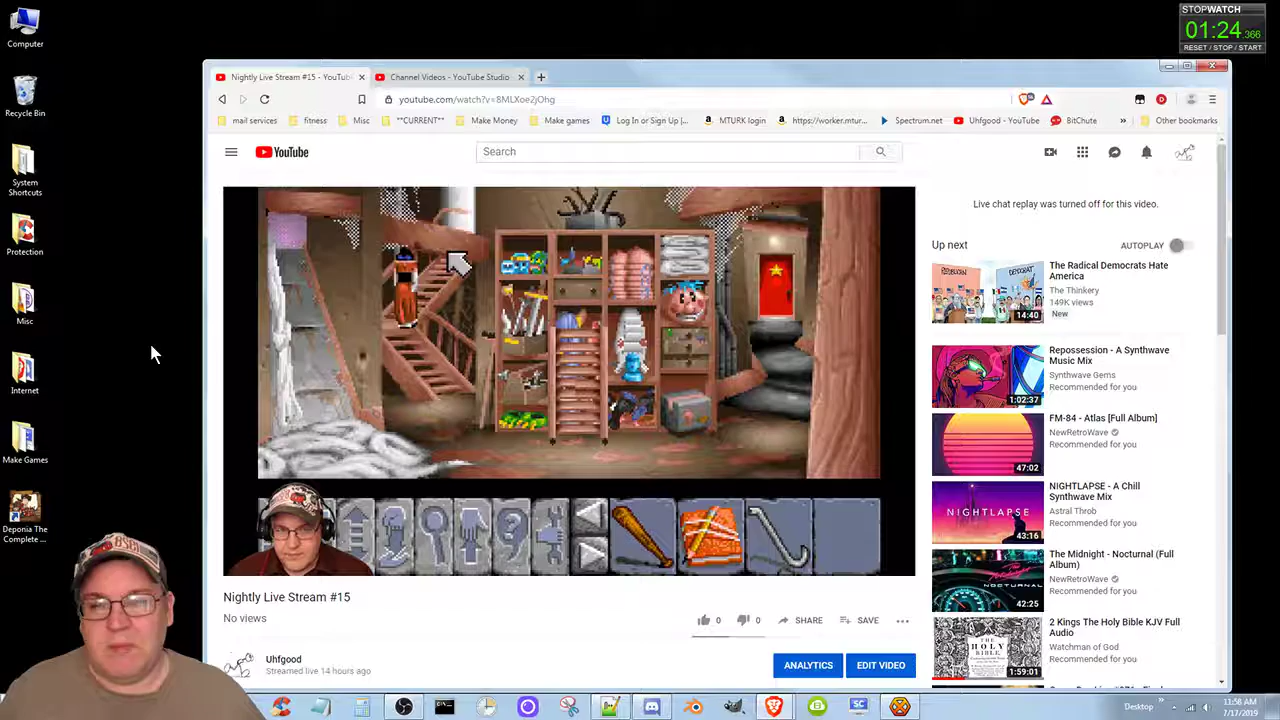 STOPWATCH
01:24.366
RESET / STOP / START
Computer
Recycle Bin
System
Shortcuts
Protection
Misc
Internet
Make Games
Deponia The
Complete ...
Nightly Live Stream #15 - YouTube
Channel Videos - YouTube Studio
youtube.com/watch?v=8MLXoe2jOhg
mail services
fitness
Misc
**CURRENT**
Make Money
Make games
Log In or Sign Up |...
MTURK login
https://worker.mtur...
Spectrum.net
Uhfgood - YouTube
BitChute
»
Other bookmarks
YouTube
Search
Live chat replay was turned off for this video.
Up next
AUTOPLAY
REPUBLICAN
DEMOCRAT
14:40
The Radical Democrats Hate
America
The Thinkery
149K views
New
1:02:37
Repossession - A Synthwave
Music Mix
Synthwave Gems
Recommended for you
47:02
FM-84 - Atlas [Full Album]
NewRetroWave
Recommended for you
NIGHTLAPSE
43:16
NIGHTLAPSE - A Chill
Synthwave Mix
Astral Throb
Recommended for you
42:25
The Midnight - Nocturnal (Full
Album)
NewRetroWave
Recommended for you
THE
HOLY
BIBLE
1:59:01
2 Kings The Holy Bible KJV Full
Audio
Watchman of God
Recommended for you
Nightly Live Stream #15
No views
0
0
SHARE
SAVE
Uhfgood
Streamed live 14 hours ago
ANALYTICS
EDIT VIDEO
Desktop
»
11:58 AM
7/17/2019